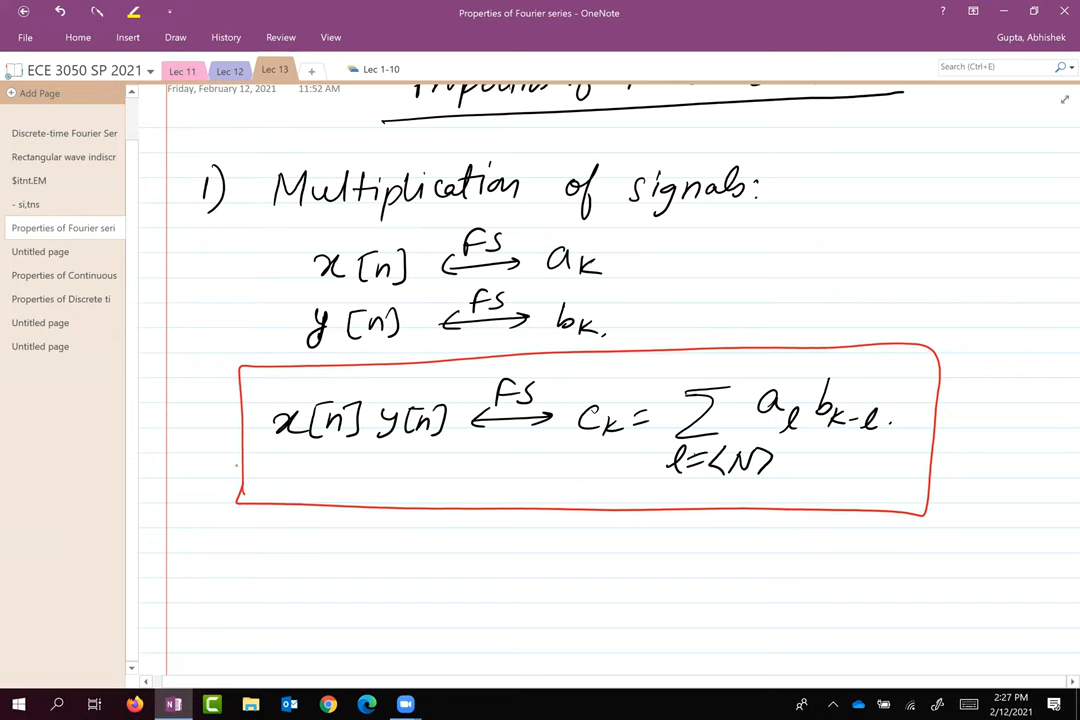 Properties of Fourier series - OneNote
?
File Home Insert Draw History Review View
Gupta, Abhishek
ECE 3050 SP 2021
Lec 11 Lec 12 Lec 13 + Lec 1-10
Search (Ctrl+E)
Add Page
Friday, February 12, 2021 11:52 AM
Properties of
Discrete-time Fourier Ser
Rectangular wave indiscr
$itnt.EM
- si,tns
Properties of Fourier seri
Untitled page
Properties of Continuous
Properties of Discrete ti
Untitled page
Untitled page
1) Multiplication of signals:
x[n] ⟷ FS a_k
y[n] ⟷ FS b_k.
x[n] y[n] ⟷ FS c_k = ∑_{l=<N>} a_l b_{k-l}.
2:27 PM
2/12/2021